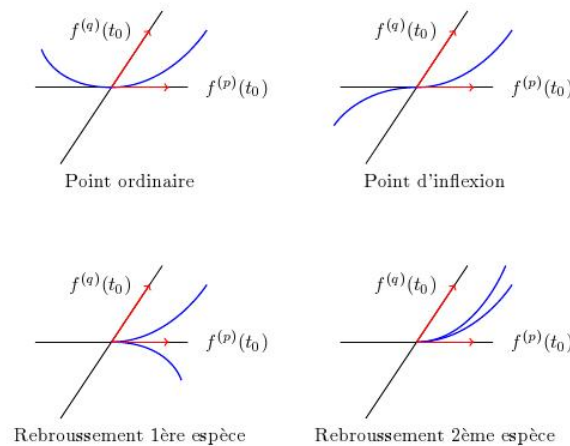 f^{(q)}(t_0)
f^{(p)}(t_0)
Point ordinaire
f^{(q)}(t_0)
f^{(p)}(t_0)
Point d'inflexion
f^{(q)}(t_0)
f^{(p)}(t_0)
Rebroussement 1ère espèce
f^{(q)}(t_0)
f^{(p)}(t_0)
Rebroussement 2ème espèce